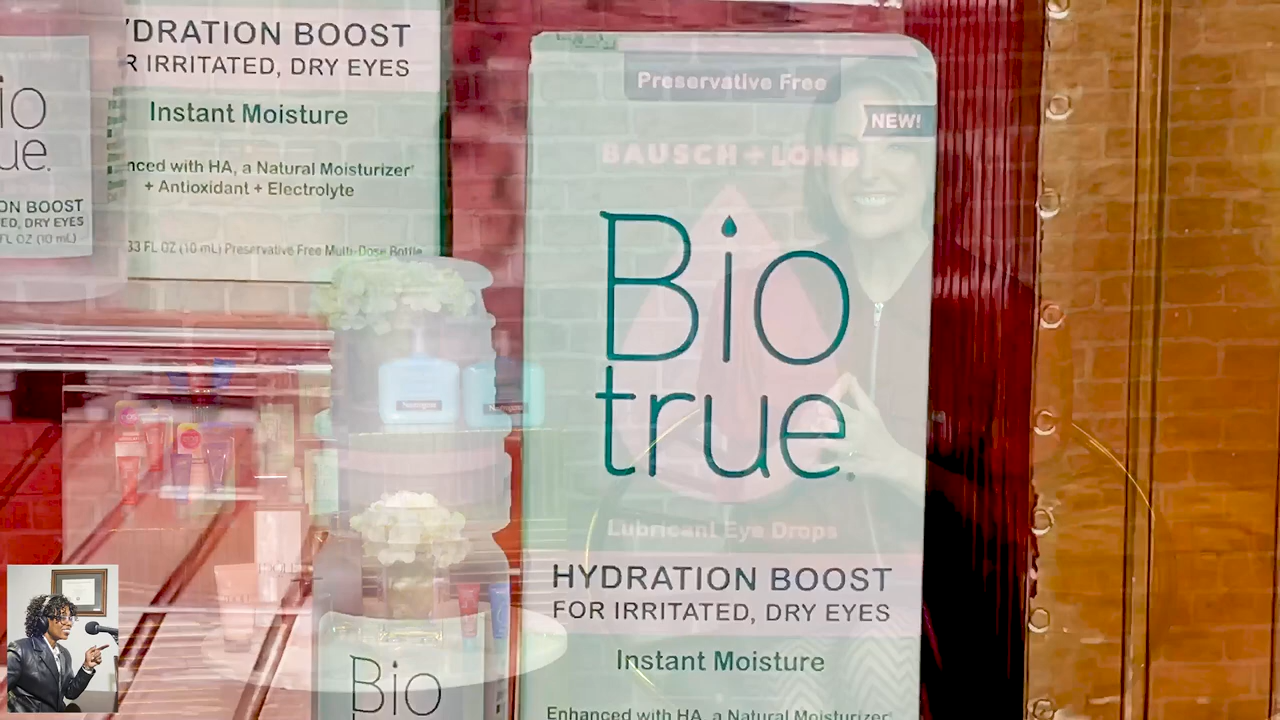 io
ue.
ON BOOST
ED, DRY EYES
FL OZ (10 mL)
DRATION BOOST
R IRRITATED, DRY EYES
Instant Moisture
nced with HA, a Natural Moisturizer*
+ Antioxidant + Electrolyte
33 FL OZ (10 mL) Preservative Free Multi-Dose Bottle
Preservative Free
NEW!
BAUSCH + LOMB
Bio
true®
Lubricant Eye Drops
HYDRATION BOOST
FOR IRRITATED, DRY EYES
Instant Moisture
Enhanced with HA, a Natural Moisturizer*
Bio